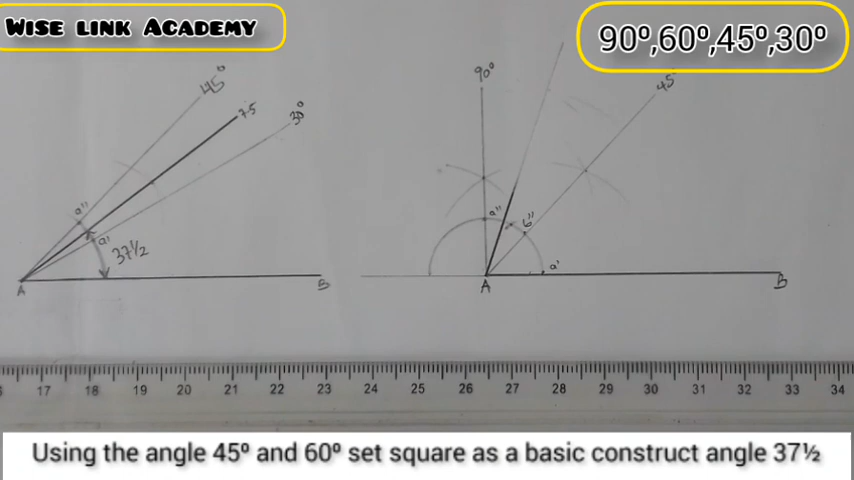 WISE LINK ACADEMY
90º,60º,45º,30º
45°
7.5
30°
a"
a'
37½
A
B
90°
45°
a"
b"
a'
A
B
17 18 19 20 21 22 23 24 25 26 27 28 29 30 31 32 33 34
Using the angle 45º and 60º set square as a basic construct angle 37½